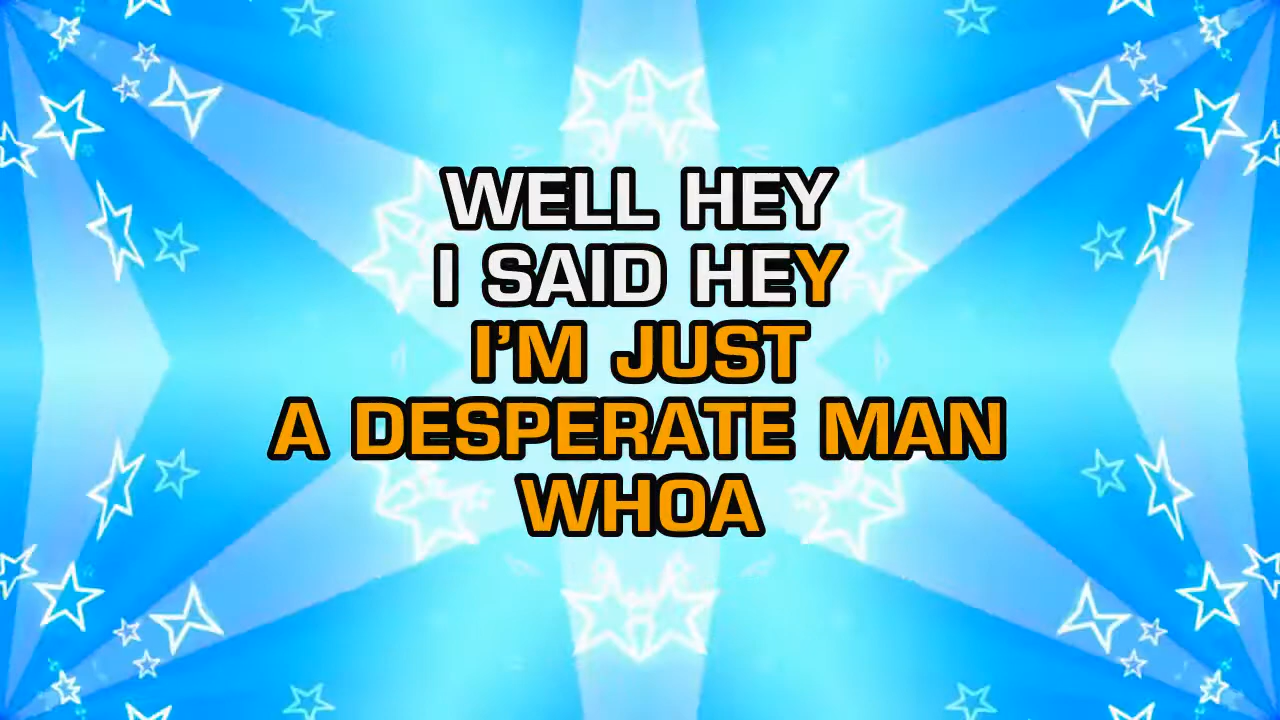 WELL HEY
I SAID HEY
I’M JUST
A DESPERATE MAN
WHOA